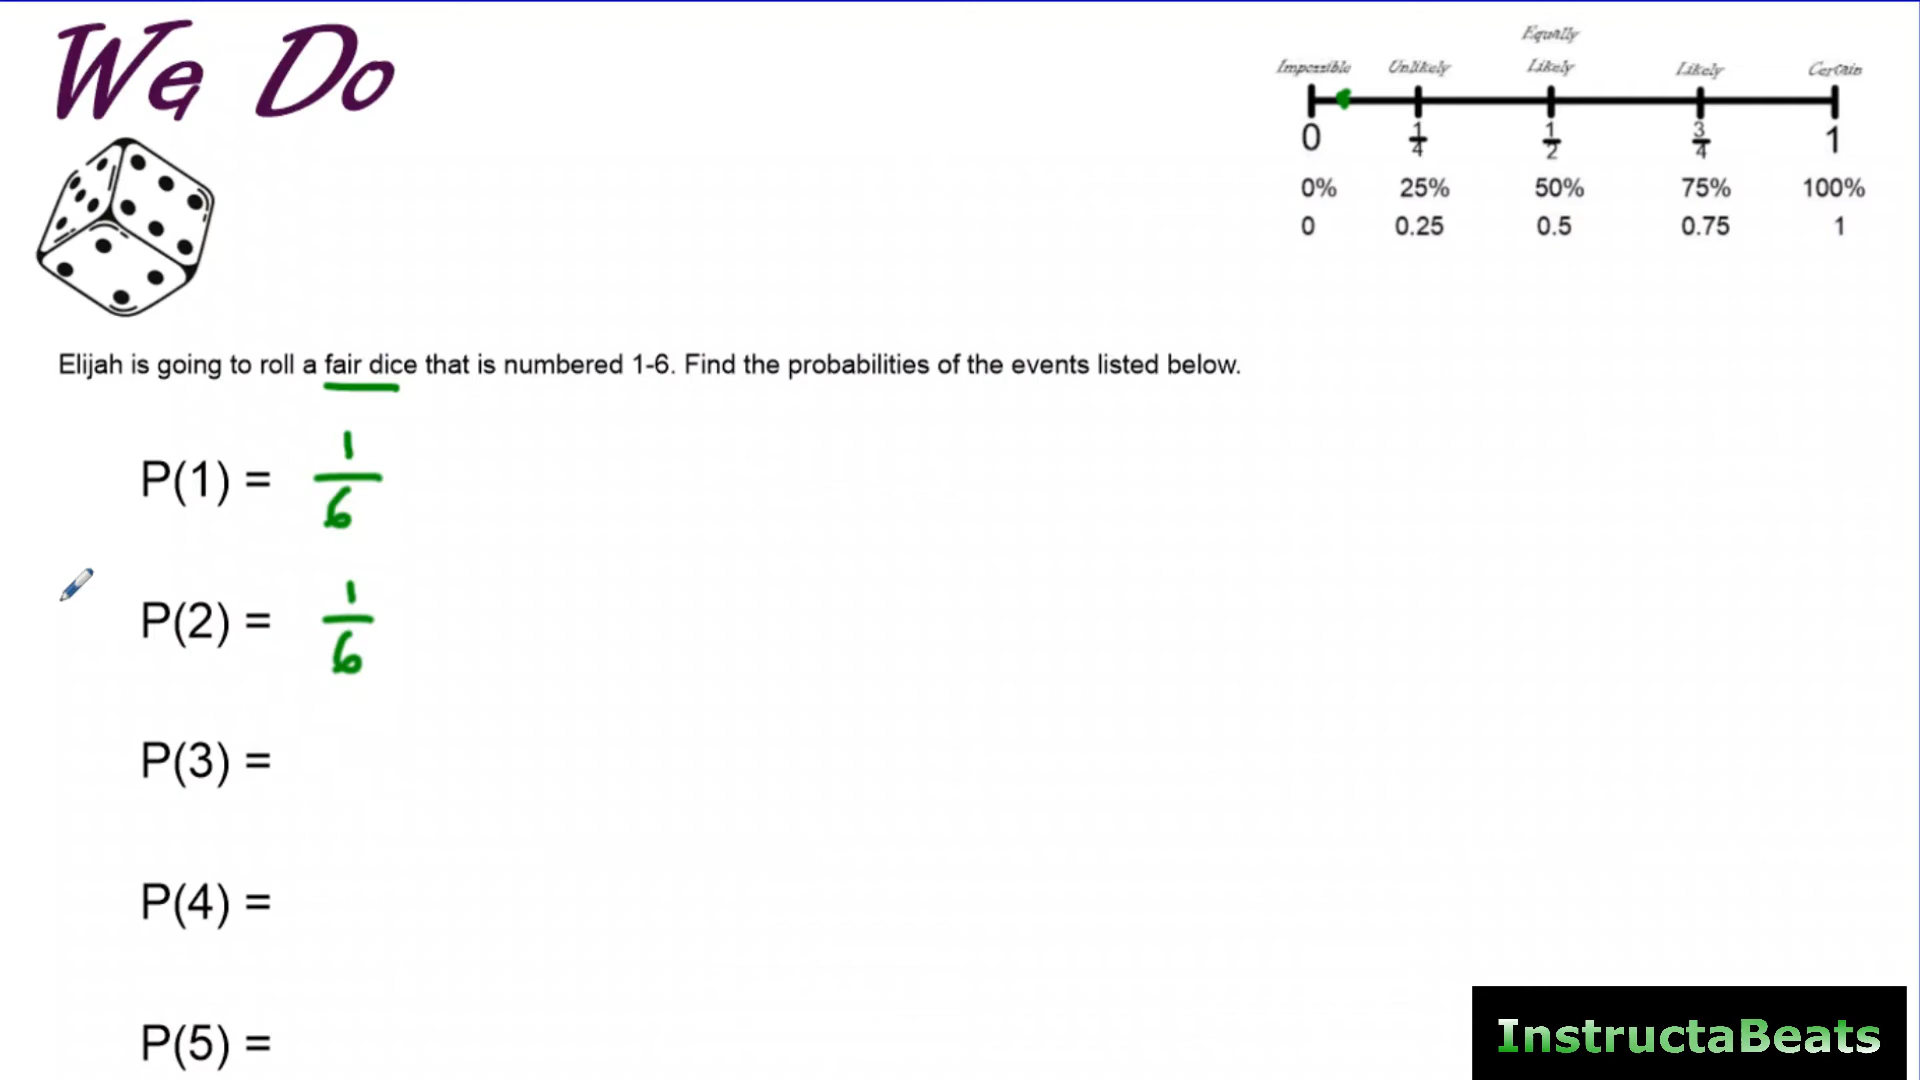 We Do
Equally
Impossible Unlikely Likely Likely Certain
0 1/4 1/2 3/4 1
0% 25% 50% 75% 100%
0 0.25 0.5 0.75 1
Elijah is going to roll a fair dice that is numbered 1-6. Find the probabilities of the events listed below.
P(1) = 1/6
P(2) = 1/6
P(3) =
P(4) =
P(5) =
InstructaBeats